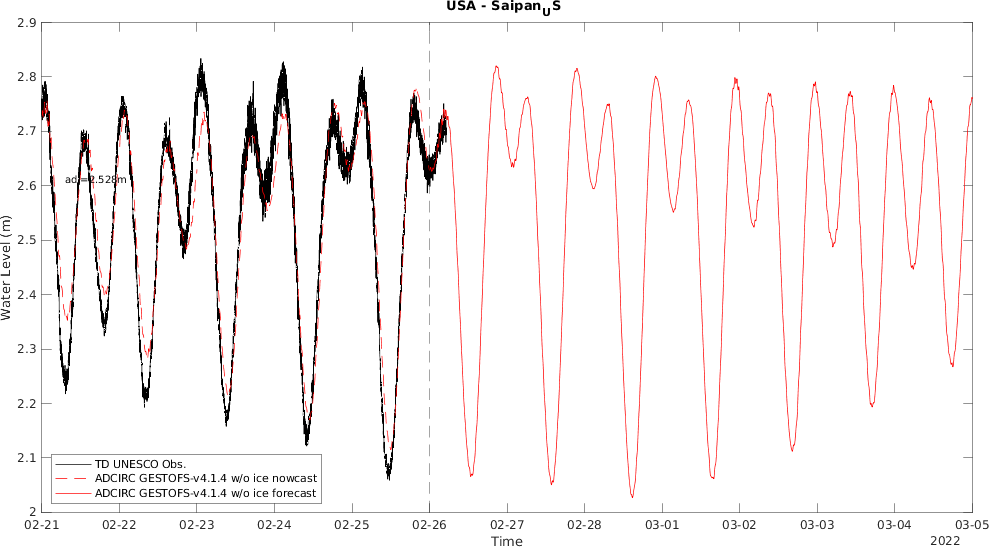 USA - Saipan_US
2.9
2.8
2.7
2.6
2.5
2.4
2.3
2.2
2.1
2
Water Level (m)
adj=2.528m
TD UNESCO Obs.
ADCIRC GESTOFS-v4.1.4 w/o ice nowcast
ADCIRC GESTOFS-v4.1.4 w/o ice forecast
02-21 02-22 02-23 02-24 02-25 02-26 02-27 02-28 03-01 03-02 03-03 03-04 03-05
Time
2022